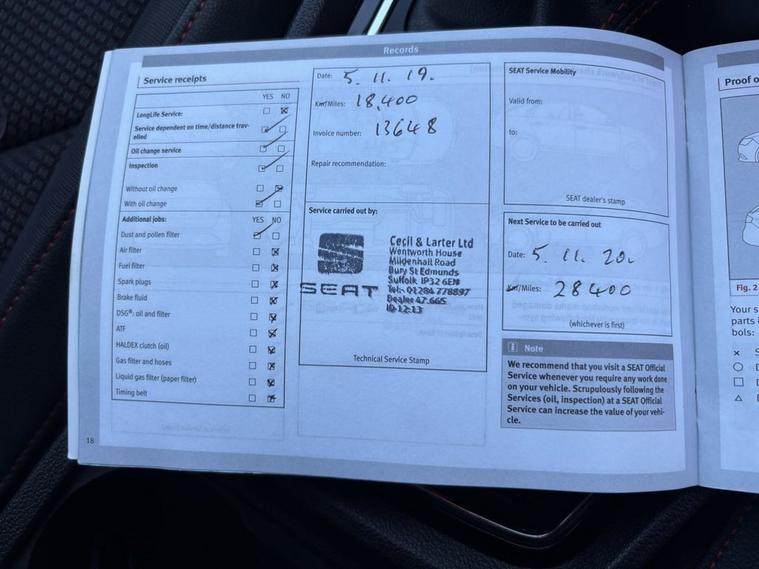 Records
Service receipts
YES NO
LongLife Service:
Service dependent on time/distance trav-
elled
Oil change service
Inspection
Without oil change
With oil change
Additional jobs: YES NO
Dust and pollen filter
Air filter
Fuel filter
Spark plugs
Brake fluid
DSG®: oil and filter
ATF
HALDEX clutch (oil)
Gas filter and hoses
Liquid gas filter (paper filter)
Timing belt
18
Date: 5. 11. 19.
Km/Miles: 18,400
Invoice number: 13648
Repair recommendation:
Service carried out by:
SEAT
Cecil & Larter Ltd
Wentworth House
Mildenhall Road
Bury St Edmunds
Suffolk IP32 6EN
Tel: 01284 778897
Dealer 47.665
ID 12:13
Technical Service Stamp
SEAT Service Mobility
Valid from:
to:
SEAT dealer's stamp
Next Service to be carried out
Date: 5. 11. 20.
Km/Miles: 28400
(whichever is first)
i Note
We recommend that you visit a SEAT Official
Service whenever you require any work done
on your vehicle. Scrupulously following the
Services (oil, inspection) at a SEAT Official
Service can increase the value of your vehi-
cle.
Proof o
Fig. 2
Your s
parts
bols: